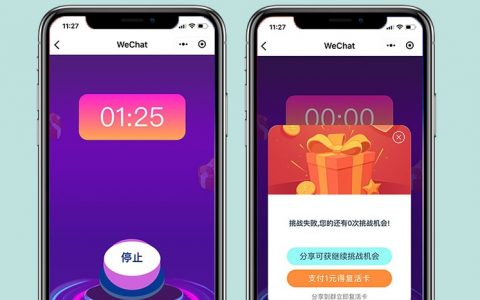 11:27
WeChat
01:25
停止
11:27
WeChat
00:00
挑战失败,您的还有0次挑战机会!
分享可获继续挑战机会
支付1元得复活卡
分享到群立即复活卡